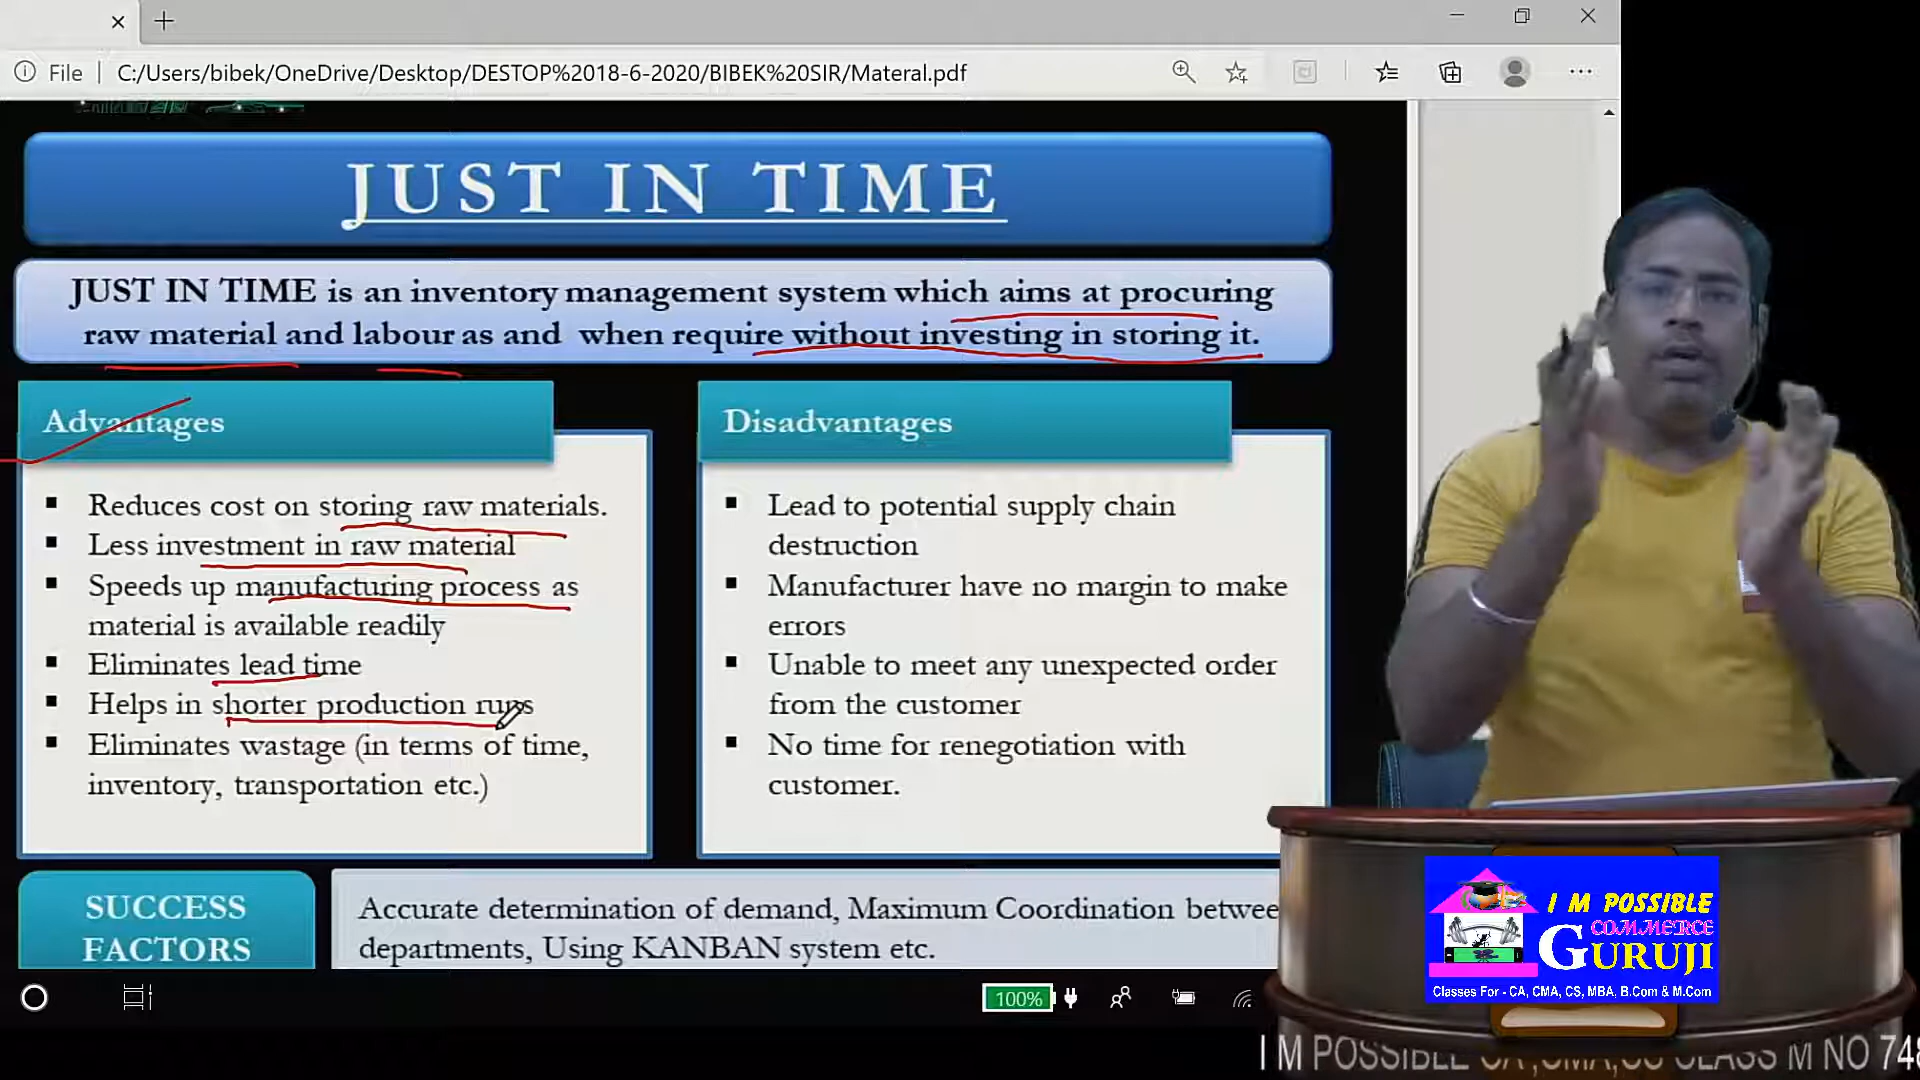 File
C:/Users/bibek/OneDrive/Desktop/DESTOP%2018-6-2020/BIBEK%20SIR/Materal.pdf
JUST IN TIME
JUST IN TIME is an inventory management system which aims at procuring
raw material and labour as and when require without investing in storing it.
Advantages
Reduces cost on storing raw materials.
Less investment in raw material
Speeds up manufacturing process as
material is available readily
Eliminates lead time
Helps in shorter production runs
Eliminates wastage (in terms of time,
inventory, transportation etc.)
Disadvantages
Lead to potential supply chain
destruction
Manufacturer have no margin to make
errors
Unable to meet any unexpected order
from the customer
No time for renegotiation with
customer.
SUCCESS
FACTORS
Accurate determination of demand, Maximum Coordination betwee
departments, Using KANBAN system etc.
100%
I M POSSIBLE
COMMERCE
GURUJI
Classes For - CA, CMA, CS, MBA, B.Com & M.Com
I M POSSIBLE CA ,CMA,CS CLASS M NO 748